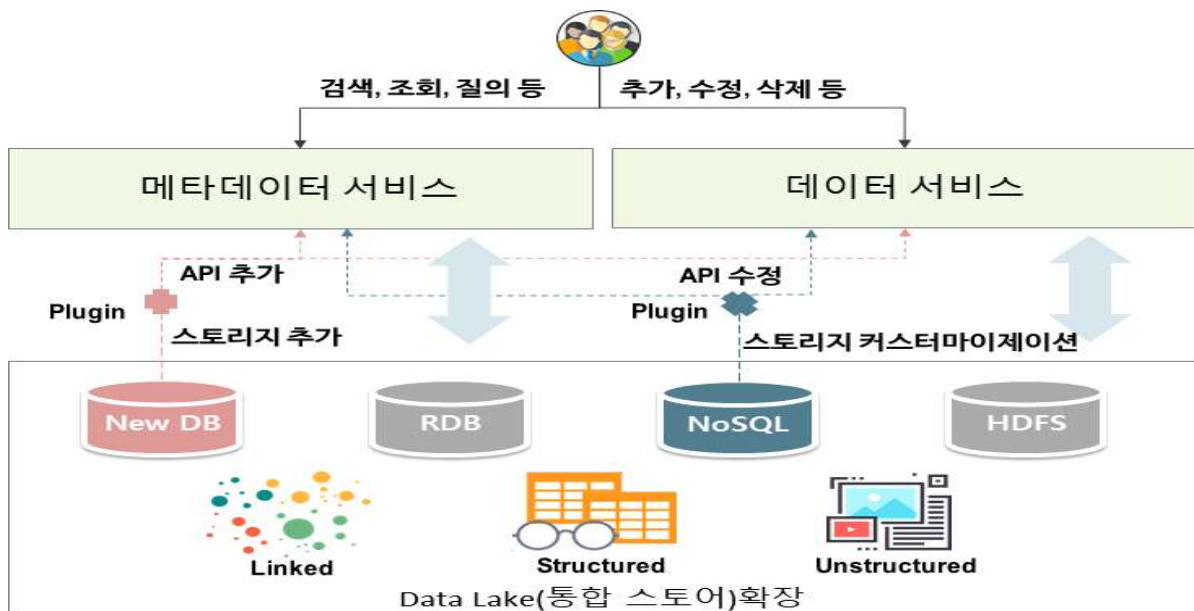 검색, 조회, 질의 등
추가, 수정, 삭제 등
메타데이터 서비스
데이터 서비스
API 추가
API 수정
Plugin
Plugin
스토리지 추가
스토리지 커스터마이제이션
New DB
RDB
NoSQL
HDFS
Linked
Structured
Unstructured
Data Lake(통합 스토어)확장